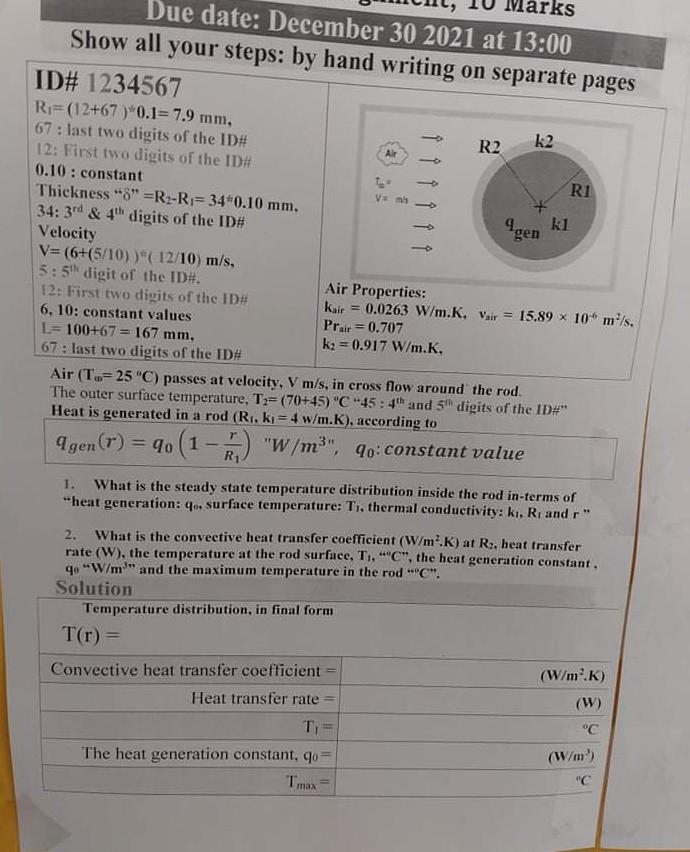 10 Marks
Due date: December 30 2021 at 13:00
Show all your steps: by hand writing on separate pages
ID# 1234567
R₁= (12+67 )*0.1= 7.9 mm,
67 : last two digits of the ID#
12: First two digits of the ID#
0.10 : constant
Thickness “δ” =R₂-R₁= 34*0.10 mm,
34: 3rd & 4th digits of the ID#
Velocity
V= (6+(5/10) )*( 12/10) m/s,
5 : 5th digit of the ID#.
12: First two digits of the ID#
6, 10: constant values
L= 100+67 = 167 mm,
67 : last two digits of the ID#
Air
T∞=
V= m/s
R2
k2
R1
k1
qgen
Air Properties:
kair = 0.0263 W/m.K, νair = 15.89 × 10⁻⁶ m²/s,
Prair = 0.707
k₂ = 0.917 W/m.K,
Air (T∞= 25 °C) passes at velocity, V m/s, in cross flow around the rod.
The outer surface temperature, T₂= (70+45) °C “45 : 4th and 5th digits of the ID#”
Heat is generated in a rod (R₁, k₁ = 4 w/m.K), according to
qgen(r) = q₀ (1 − r/R₁) "W/m³", q₀: constant value
1. What is the steady state temperature distribution inside the rod in-terms of
“heat generation: q₀, surface temperature: T₁, thermal conductivity: k₁, R₁ and r ”
2. What is the convective heat transfer coefficient (W/m².K) at R₂, heat transfer
rate (W), the temperature at the rod surface, T₁, “°C”, the heat generation constant ,
q₀ “W/m³” and the maximum temperature in the rod “°C”.
Solution
Temperature distribution, in final form
T(r) =
Convective heat transfer coefficient = (W/m².K)
Heat transfer rate = (W)
T₁ = °C
The heat generation constant, q₀ = (W/m³)
Tmax = °C